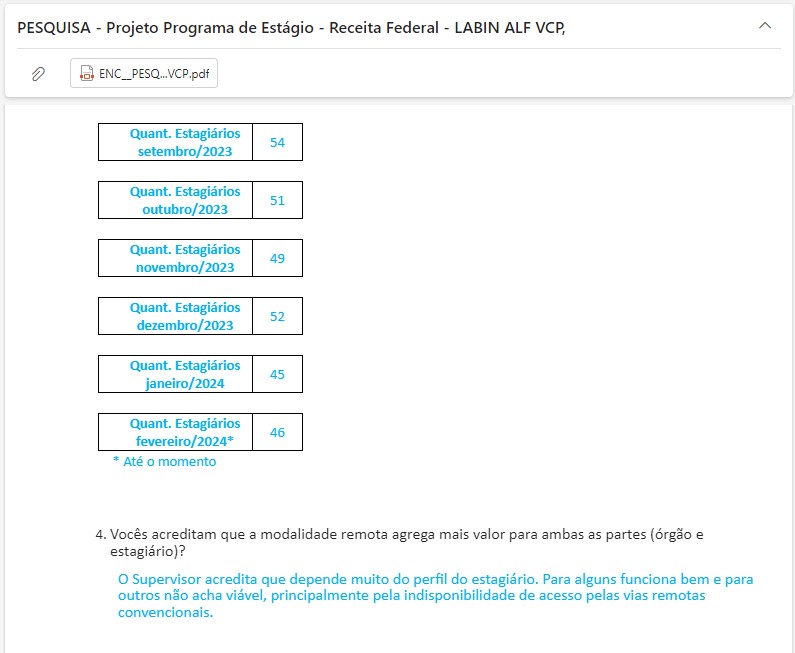 PESQUISA - Projeto Programa de Estágio - Receita Federal - LABIN ALF VCP,
ENC__PESQ...VCP.pdf
Quant. Estagiários
setembro/2023
54
Quant. Estagiários
outubro/2023
51
Quant. Estagiários
novembro/2023
49
Quant. Estagiários
dezembro/2023
52
Quant. Estagiários
janeiro/2024
45
Quant. Estagiários
fevereiro/2024*
46
* Até o momento
4. Vocês acreditam que a modalidade remota agrega mais valor para ambas as partes (órgão e
estagiário)?
O Supervisor acredita que depende muito do perfil do estagiário. Para alguns funciona bem e para
outros não acha viável, principalmente pela indisponibilidade de acesso pelas vias remotas
convencionais.